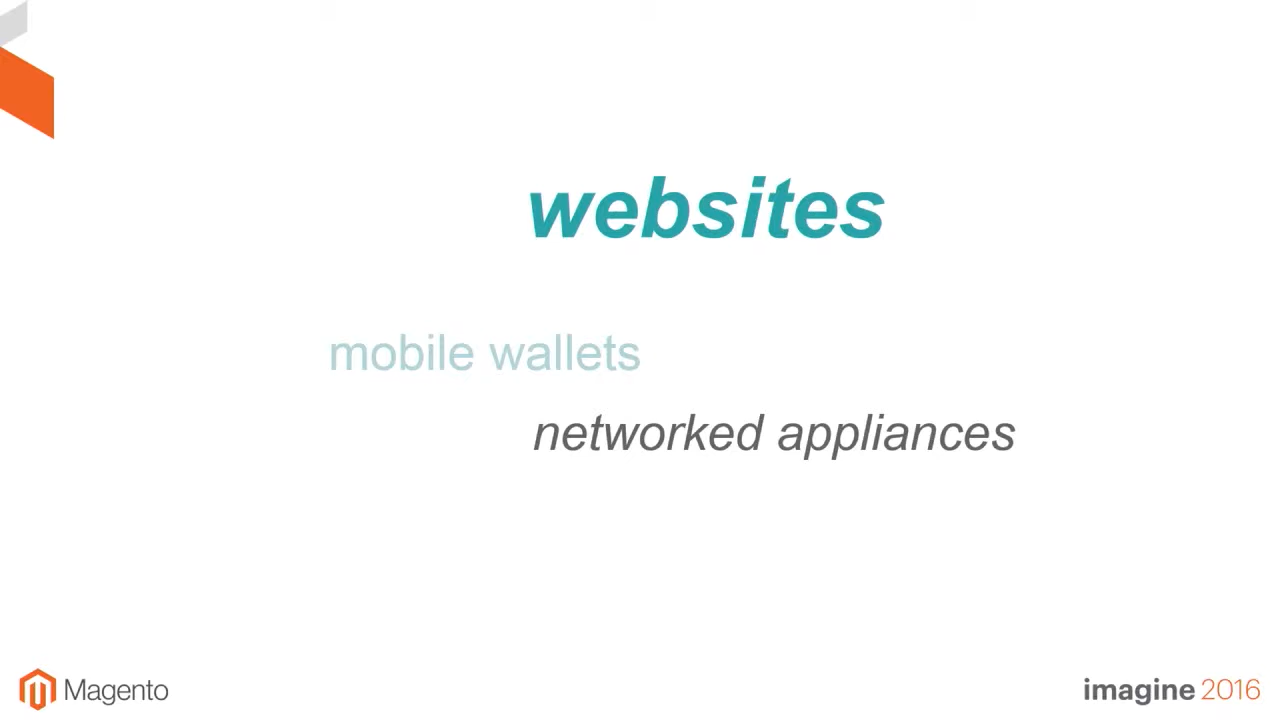 websites
mobile wallets
networked appliances
Magento
imagine 2016